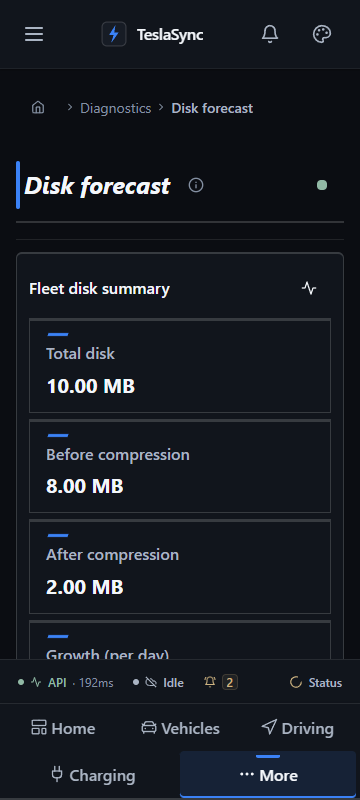 TeslaSync
Diagnostics Disk forecast
Disk forecast
Fleet disk summary
Total disk
10.00 MB
Before compression
8.00 MB
After compression
2.00 MB
Growth (per day)
API · 192ms Idle 2 Status
Home Vehicles Driving
Charging More